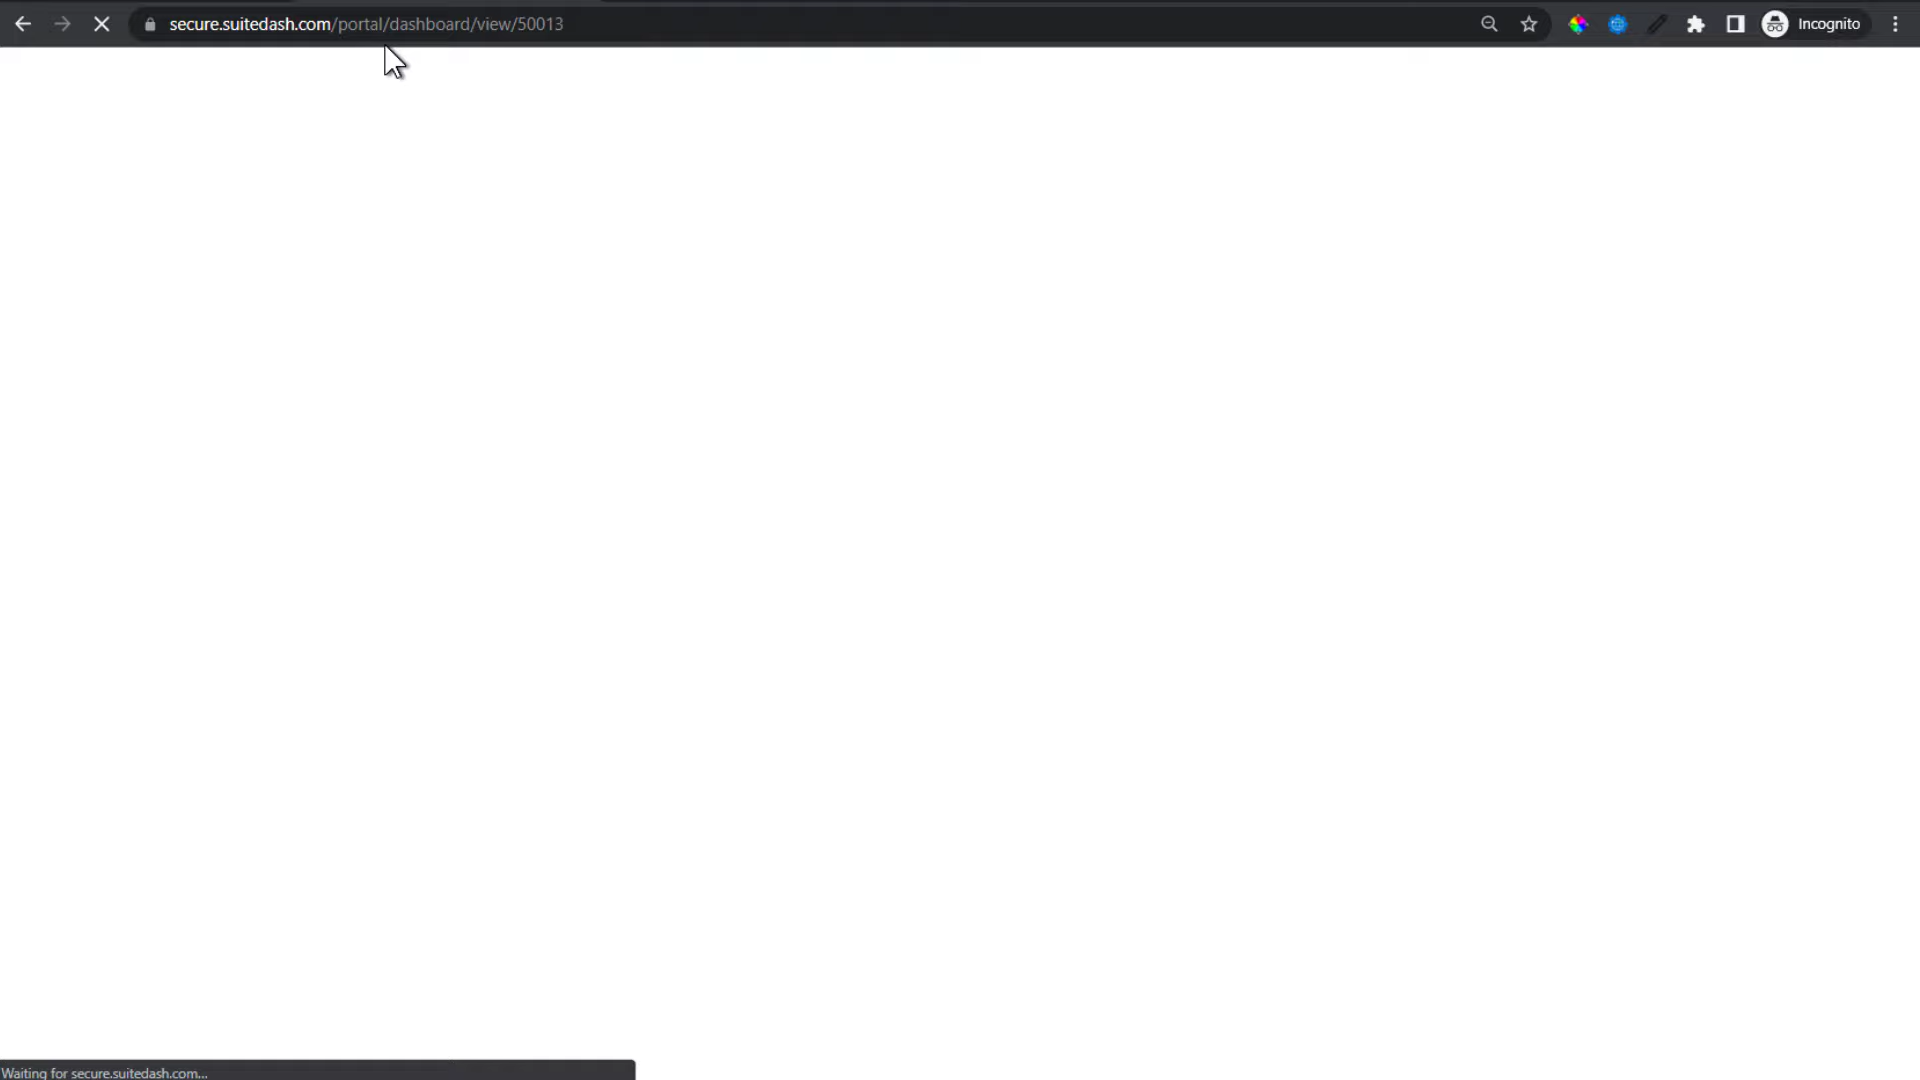 secure.suitedash.com/portal/dashboard/view/50013
Incognito
Waiting for secure.suitedash.com...